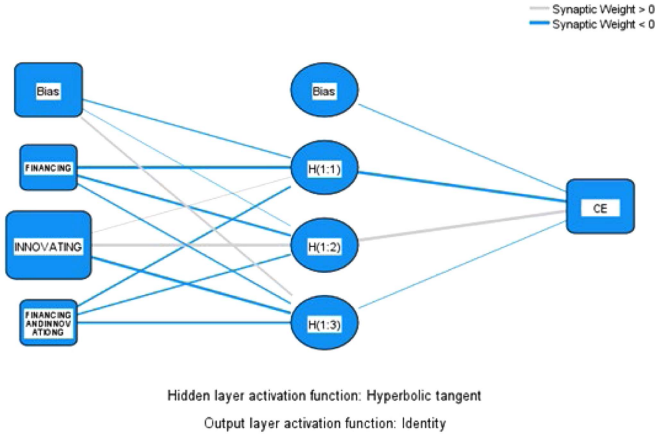 Synaptic Weight > 0
Synaptic Weight < 0
Bias
Bias
FINANCING
H(1:1)
CE
INNOVATING
H(1:2)
FINANCING
ANDINNOV
ATIONG
H(1:3)
Hidden layer activation function: Hyperbolic tangent
Output layer activation function: Identity